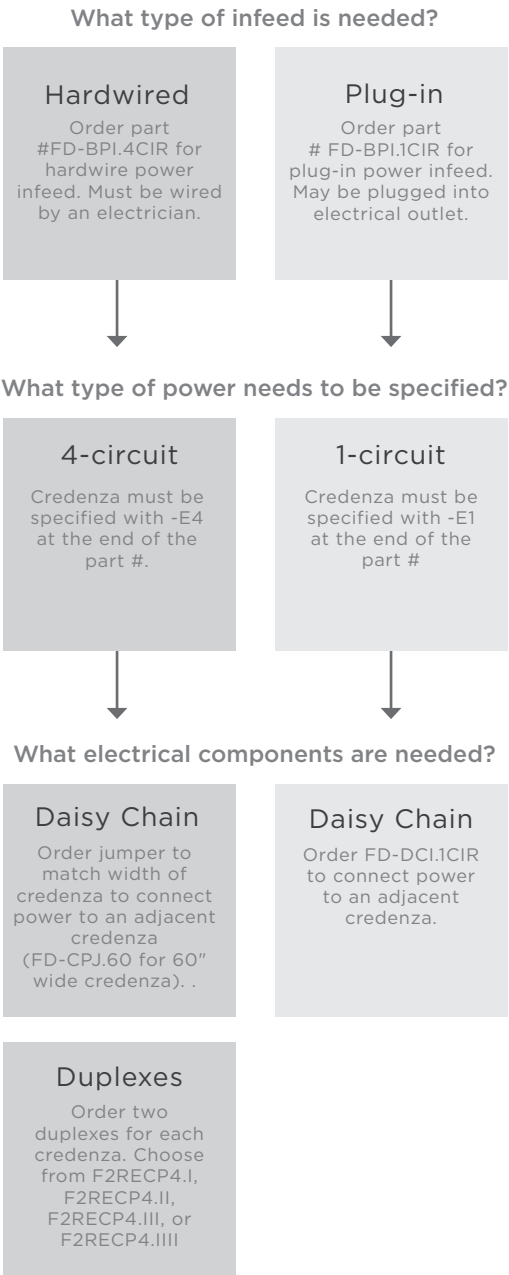 What type of infeed is needed?
Hardwired
Order part
#FD-BPI.4CIR for
hardwire power
infeed. Must be wired
by an electrician.
Plug-in
Order part
# FD-BPI.1CIR for
plug-in power infeed.
May be plugged into
electrical outlet.
What type of power needs to be specified?
4-circuit
Credenza must be
specified with -E4
at the end of the
part #.
1-circuit
Credenza must be
specified with -E1
at the end of the
part #
What electrical components are needed?
Daisy Chain
Order jumper to
match width of
credenza to connect
power to an adjacent
credenza
(FD-CPJ.60 for 60"
wide credenza). .
Daisy Chain
Order FD-DCI.1CIR
to connect power
to an adjacent
credenza.
Duplexes
Order two
duplexes for each
credenza. Choose
from F2RECP4.I,
F2RECP4.II,
F2RECP4.III, or
F2RECP4.IIII